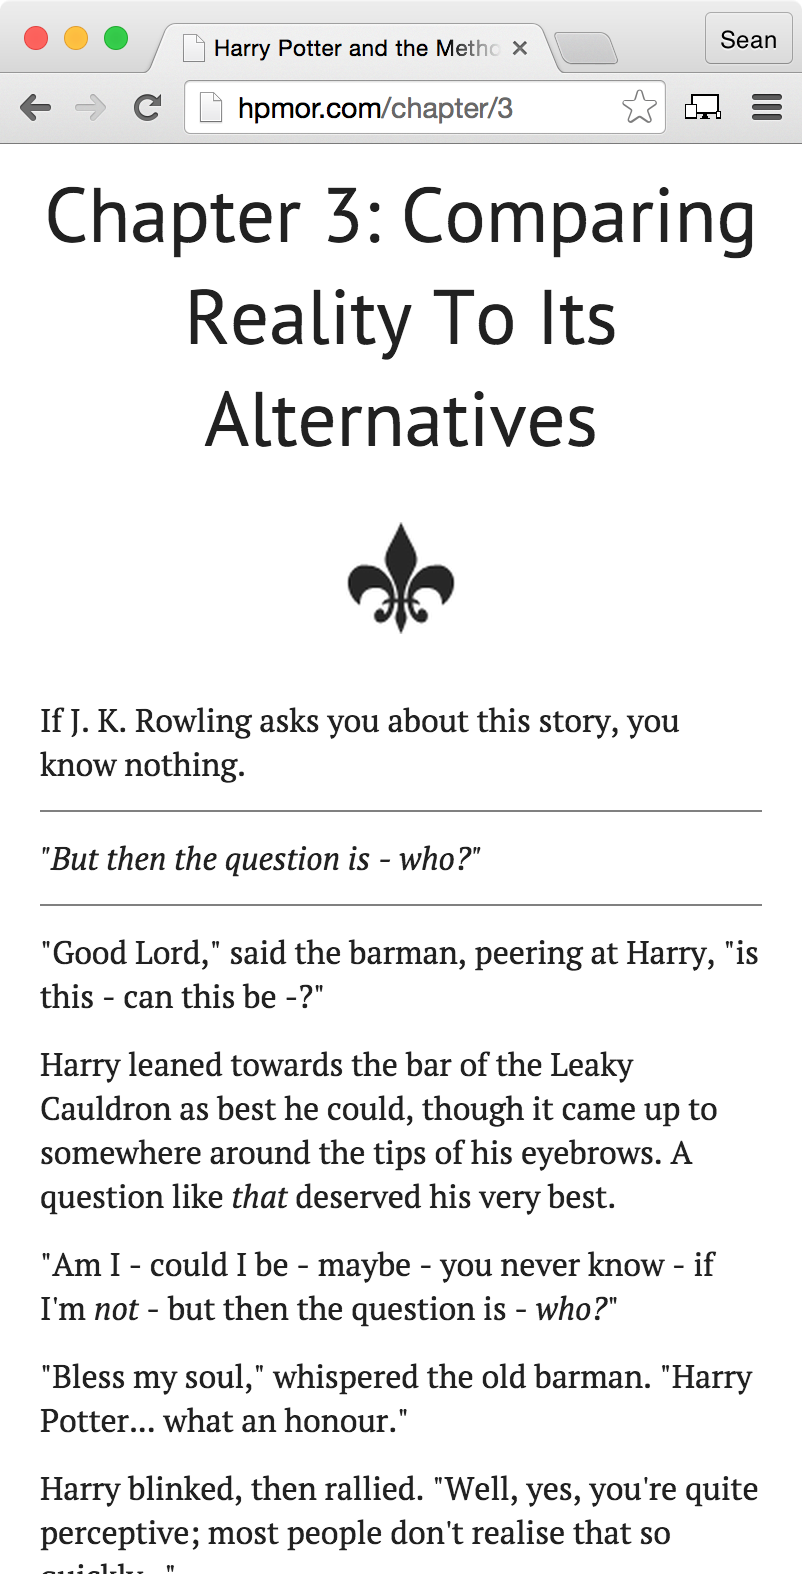 Harry Potter and the Metho
Sean
hpmor.com/chapter/3
Chapter 3: Comparing
Reality To Its
Alternatives
If J. K. Rowling asks you about this story, you
know nothing.
"But then the question is - who?"
"Good Lord," said the barman, peering at Harry, "is
this - can this be -?"
Harry leaned towards the bar of the Leaky
Cauldron as best he could, though it came up to
somewhere around the tips of his eyebrows. A
question like that deserved his very best.
"Am I - could I be - maybe - you never know - if
I'm not - but then the question is - who?"
"Bless my soul," whispered the old barman. "Harry
Potter... what an honour."
Harry blinked, then rallied. "Well, yes, you're quite
perceptive; most people don't realise that so